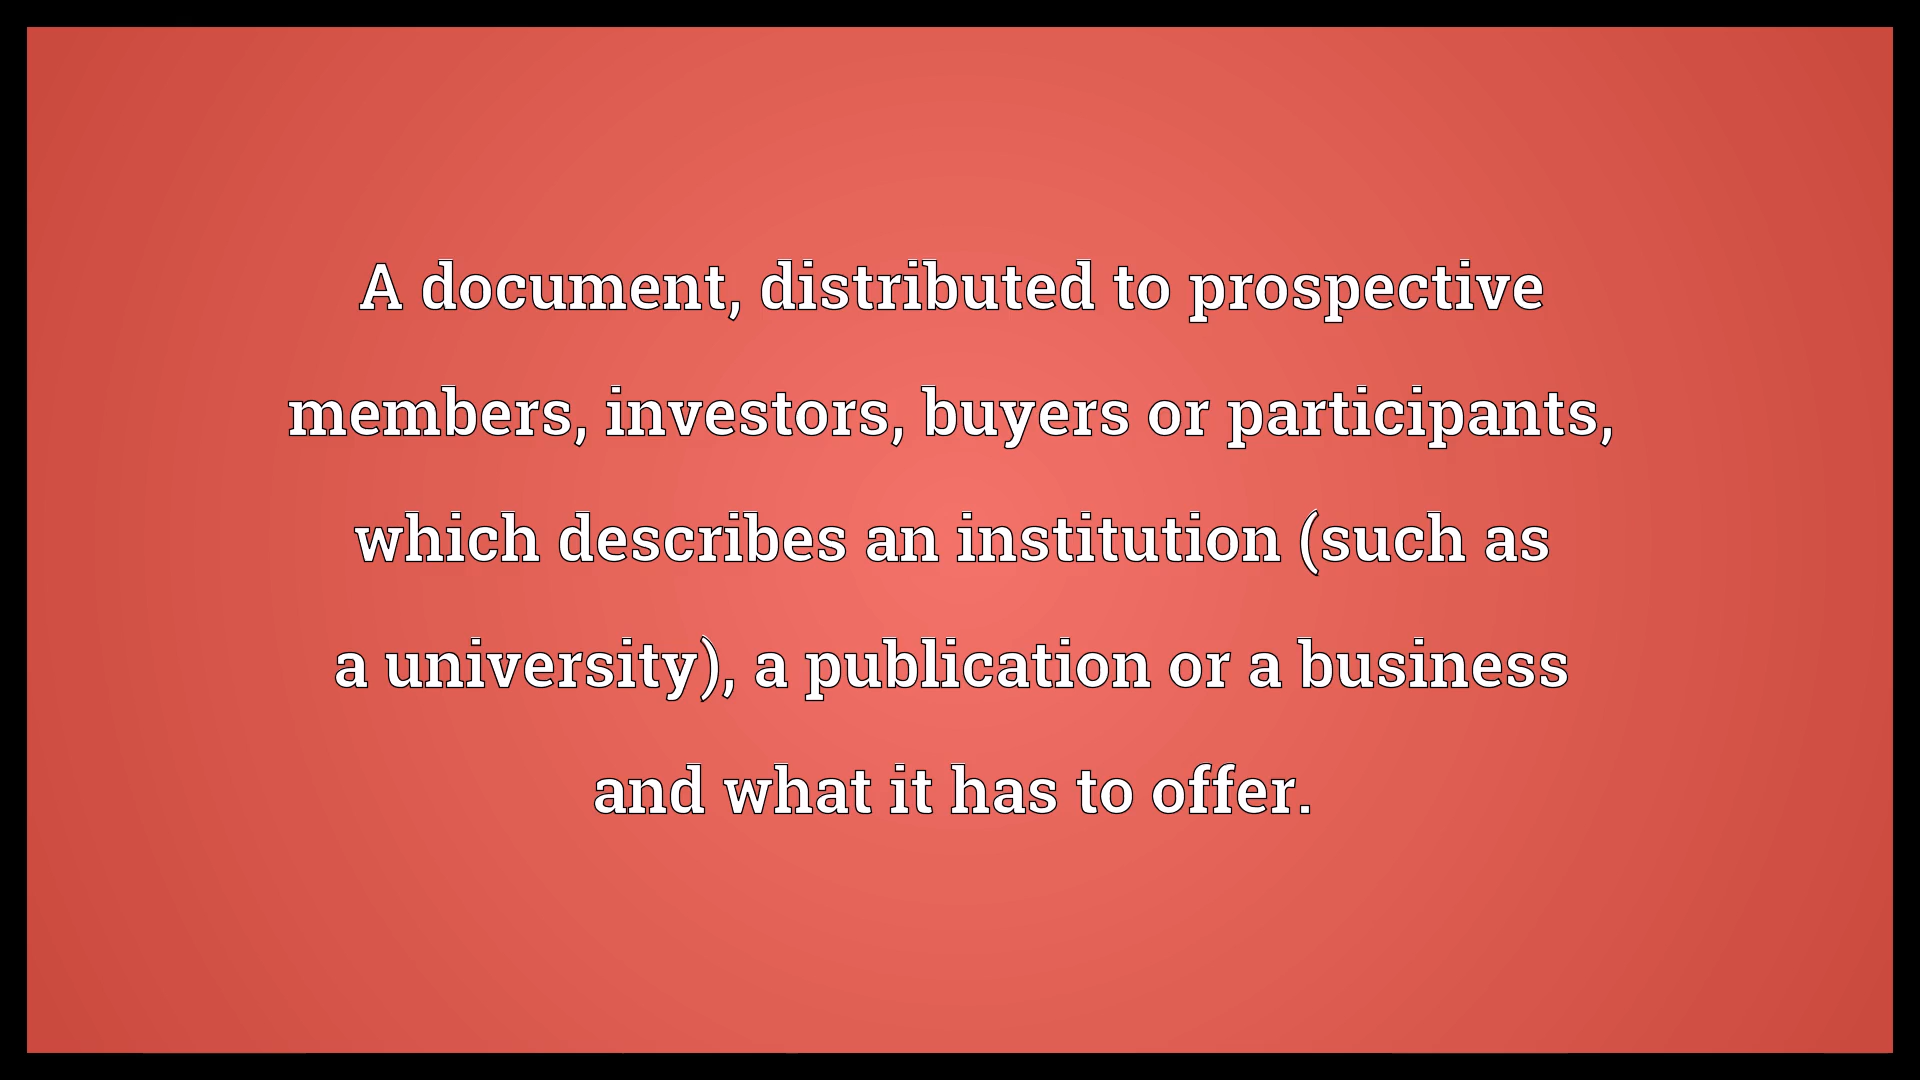 A document, distributed to prospective
members, investors, buyers or participants,
which describes an institution (such as
a university), a publication or a business
and what it has to offer.